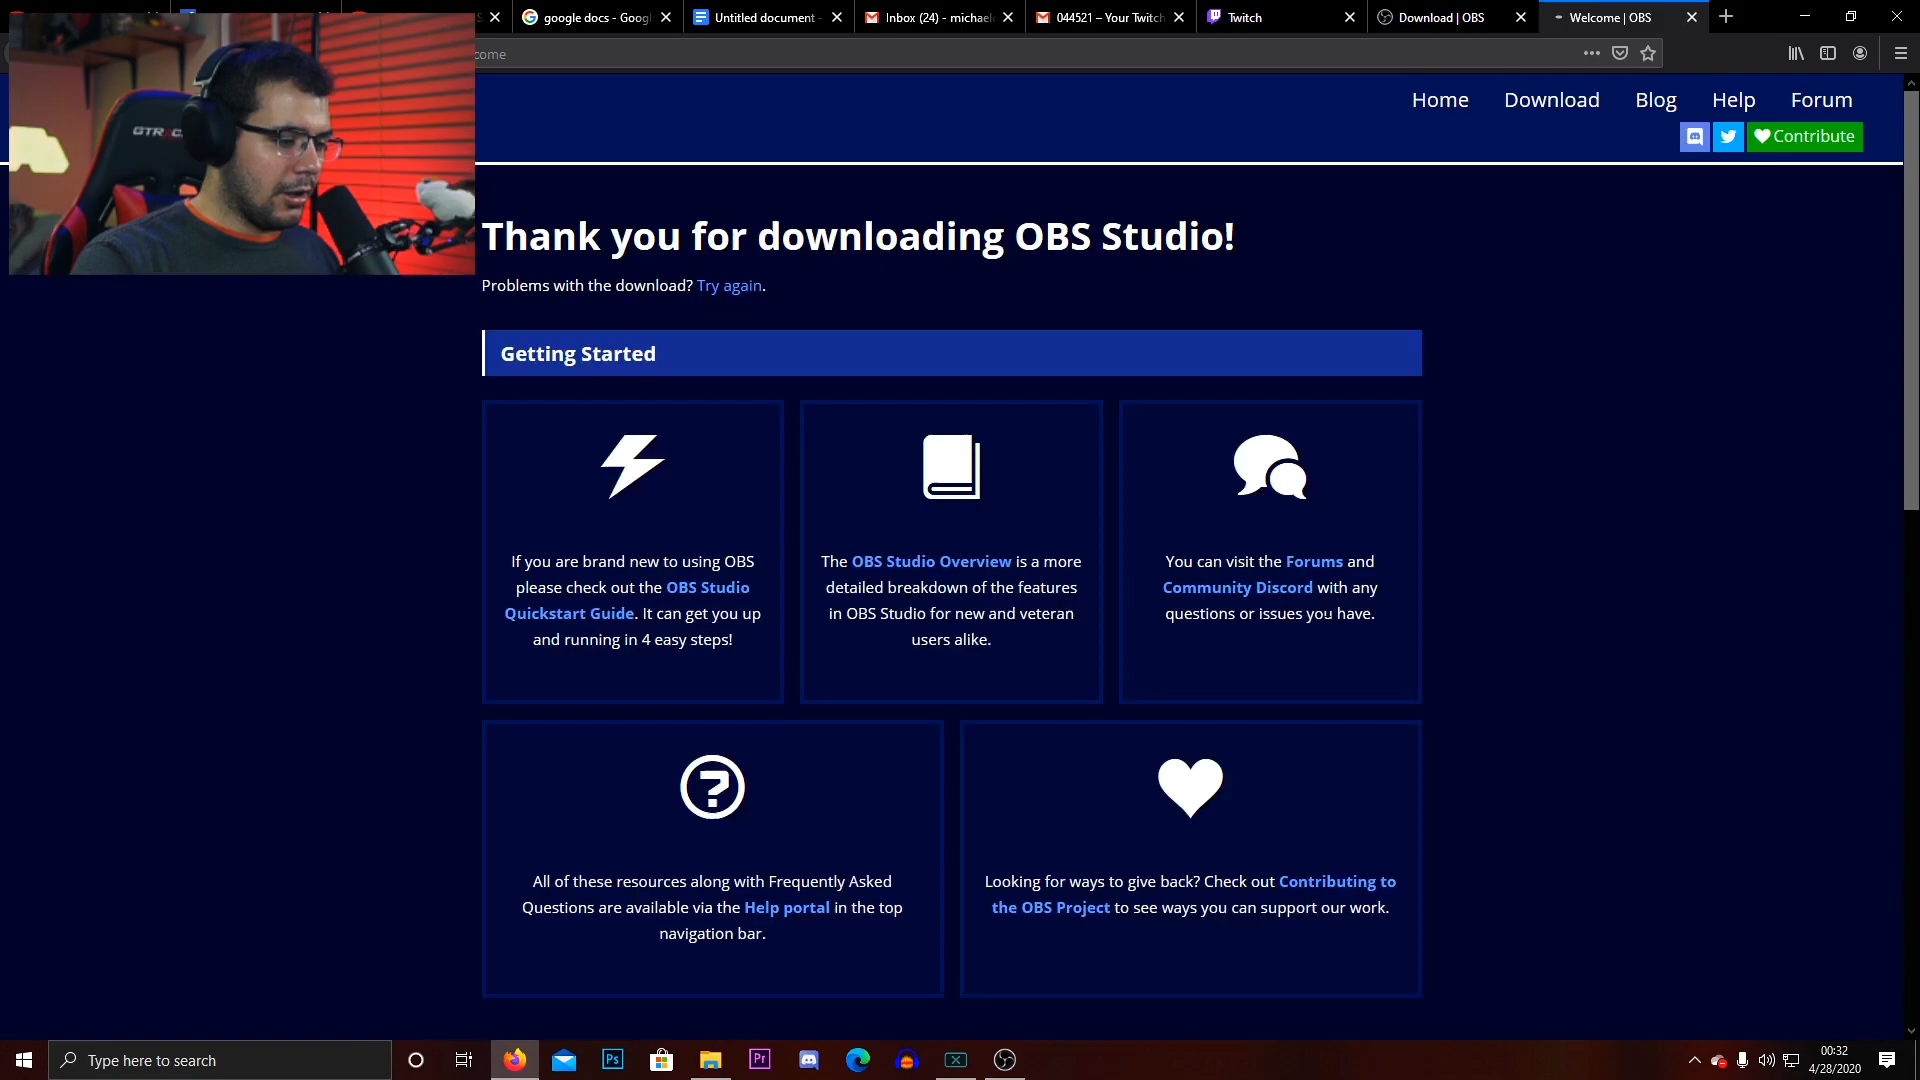 google docs - Googl
Untitled document -
Inbox (24) - michael
044521 – Your Twitch
Twitch
Download | OBS
Welcome | OBS
come
Home
Download
Blog
Help
Forum
Contribute
Thank you for downloading OBS Studio!
Problems with the download? Try again.
Getting Started
If you are brand new to using OBS
please check out the OBS Studio
Quickstart Guide. It can get you up
and running in 4 easy steps!
The OBS Studio Overview is a more
detailed breakdown of the features
in OBS Studio for new and veteran
users alike.
You can visit the Forums and
Community Discord with any
questions or issues you have.
All of these resources along with Frequently Asked
Questions are available via the Help portal in the top
navigation bar.
Looking for ways to give back? Check out Contributing to
the OBS Project to see ways you can support our work.
Type here to search
Ps
Pr
00:32
4/28/2020